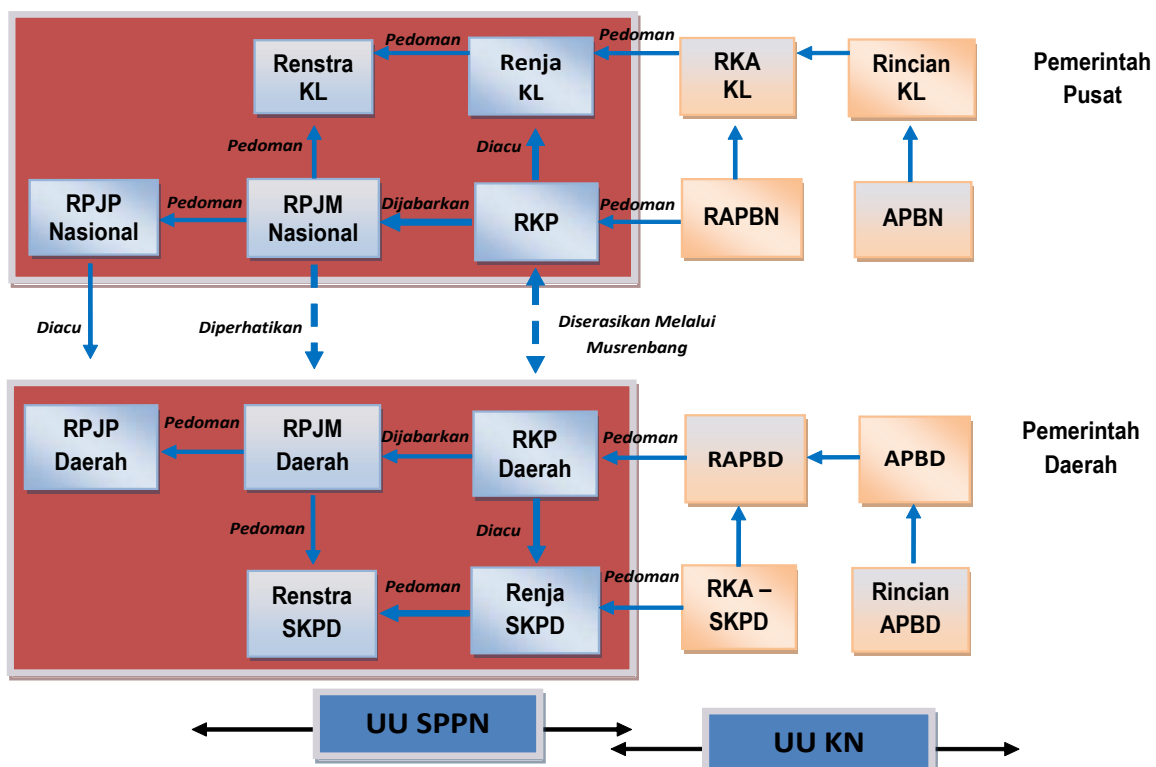 Pedoman
Pedoman
Renstra
KL
Renja
KL
RKA
KL
Rincian
KL
Pemerintah
Pusat
Pedoman
Diacu
RPJP
Nasional
Pedoman
RPJM
Nasional
Dijabarkan
RKP
Pedoman
RAPBN
APBN
Diacu
Diperhatikan
Diserasikan Melalui
Musrenbang
RPJP
Daerah
Pedoman
RPJM
Daerah
Dijabarkan
RKP
Daerah
Pedoman
RAPBD
APBD
Pemerintah
Daerah
Pedoman
Diacu
Renstra
SKPD
Pedoman
Renja
SKPD
Pedoman
RKA –
SKPD
Rincian
APBD
UU SPPN
UU KN